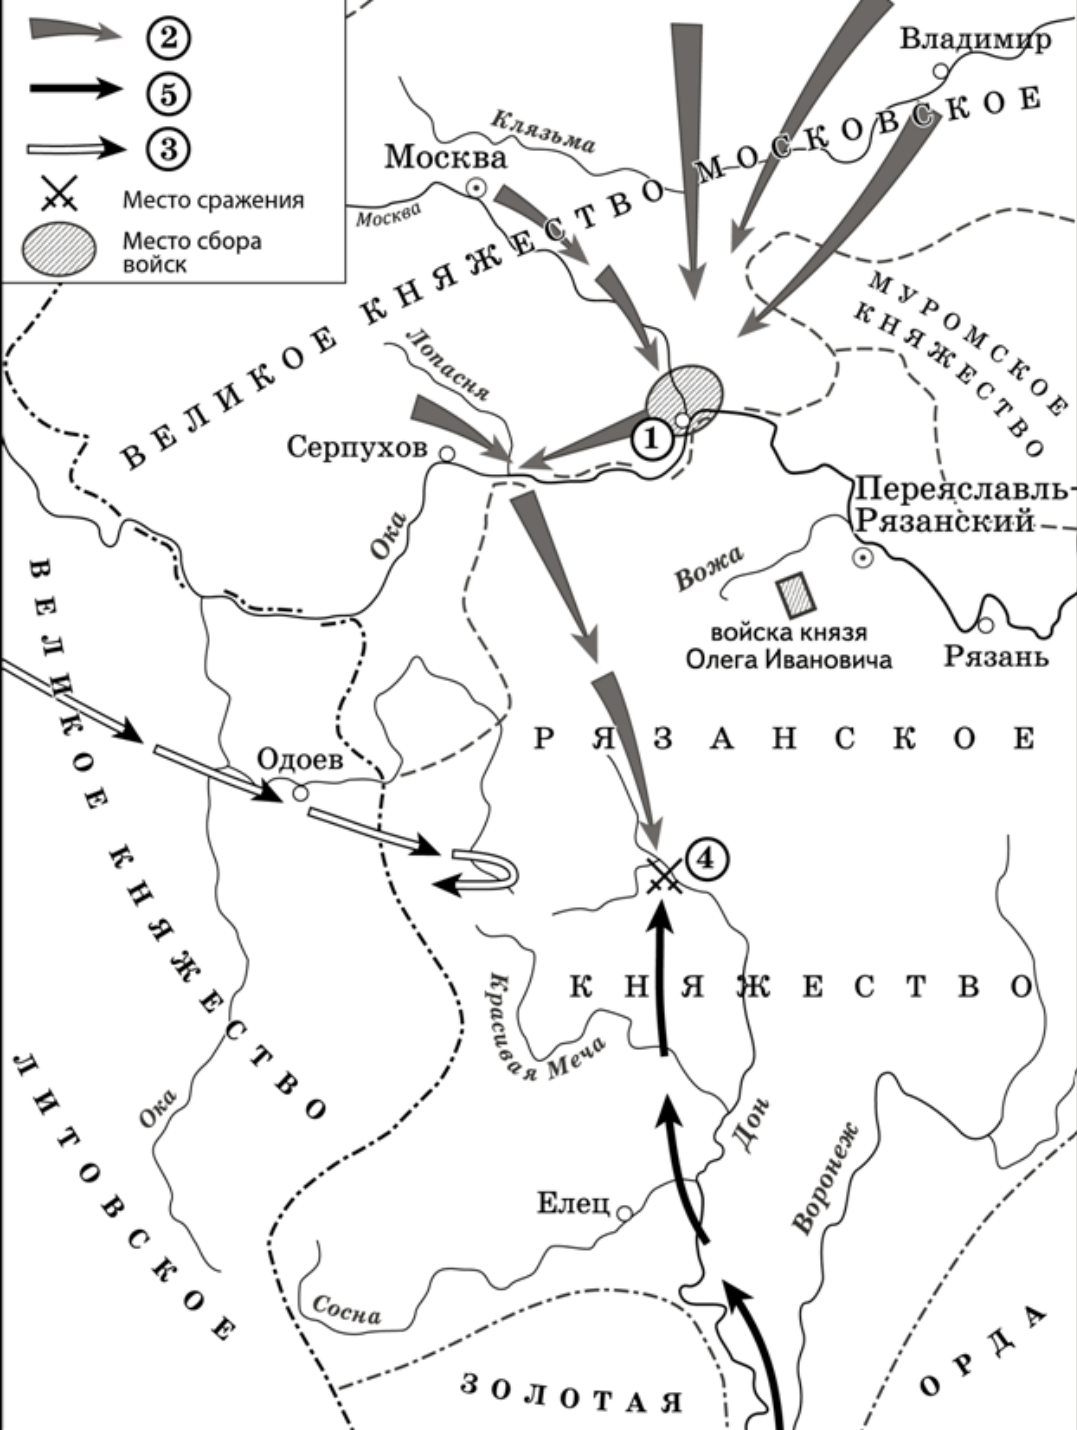 2
5
3
Место сражения
Место сбора
войск
Владимир
Клязьма
Москва
Москва
ВЕЛИКОЕ КНЯЖЕСТВО МОСКОВСКОЕ
МУРОМСКОЕ
КНЯЖЕСТВО
Лопасня
Серпухов
1
Ока
Переяславль-
Рязанский
Вожа
войска князя
Олега Ивановича
Рязань
РЯЗАНСКОЕ
Одоев
4
КНЯЖЕСТВО
Красивая Меча
ВЕЛИКОЕ КНЯЖЕСТВО
ЛИТОВСКОЕ
Ока
Дон
Воронеж
Елец
Сосна
ЗОЛОТАЯ
ОРДА